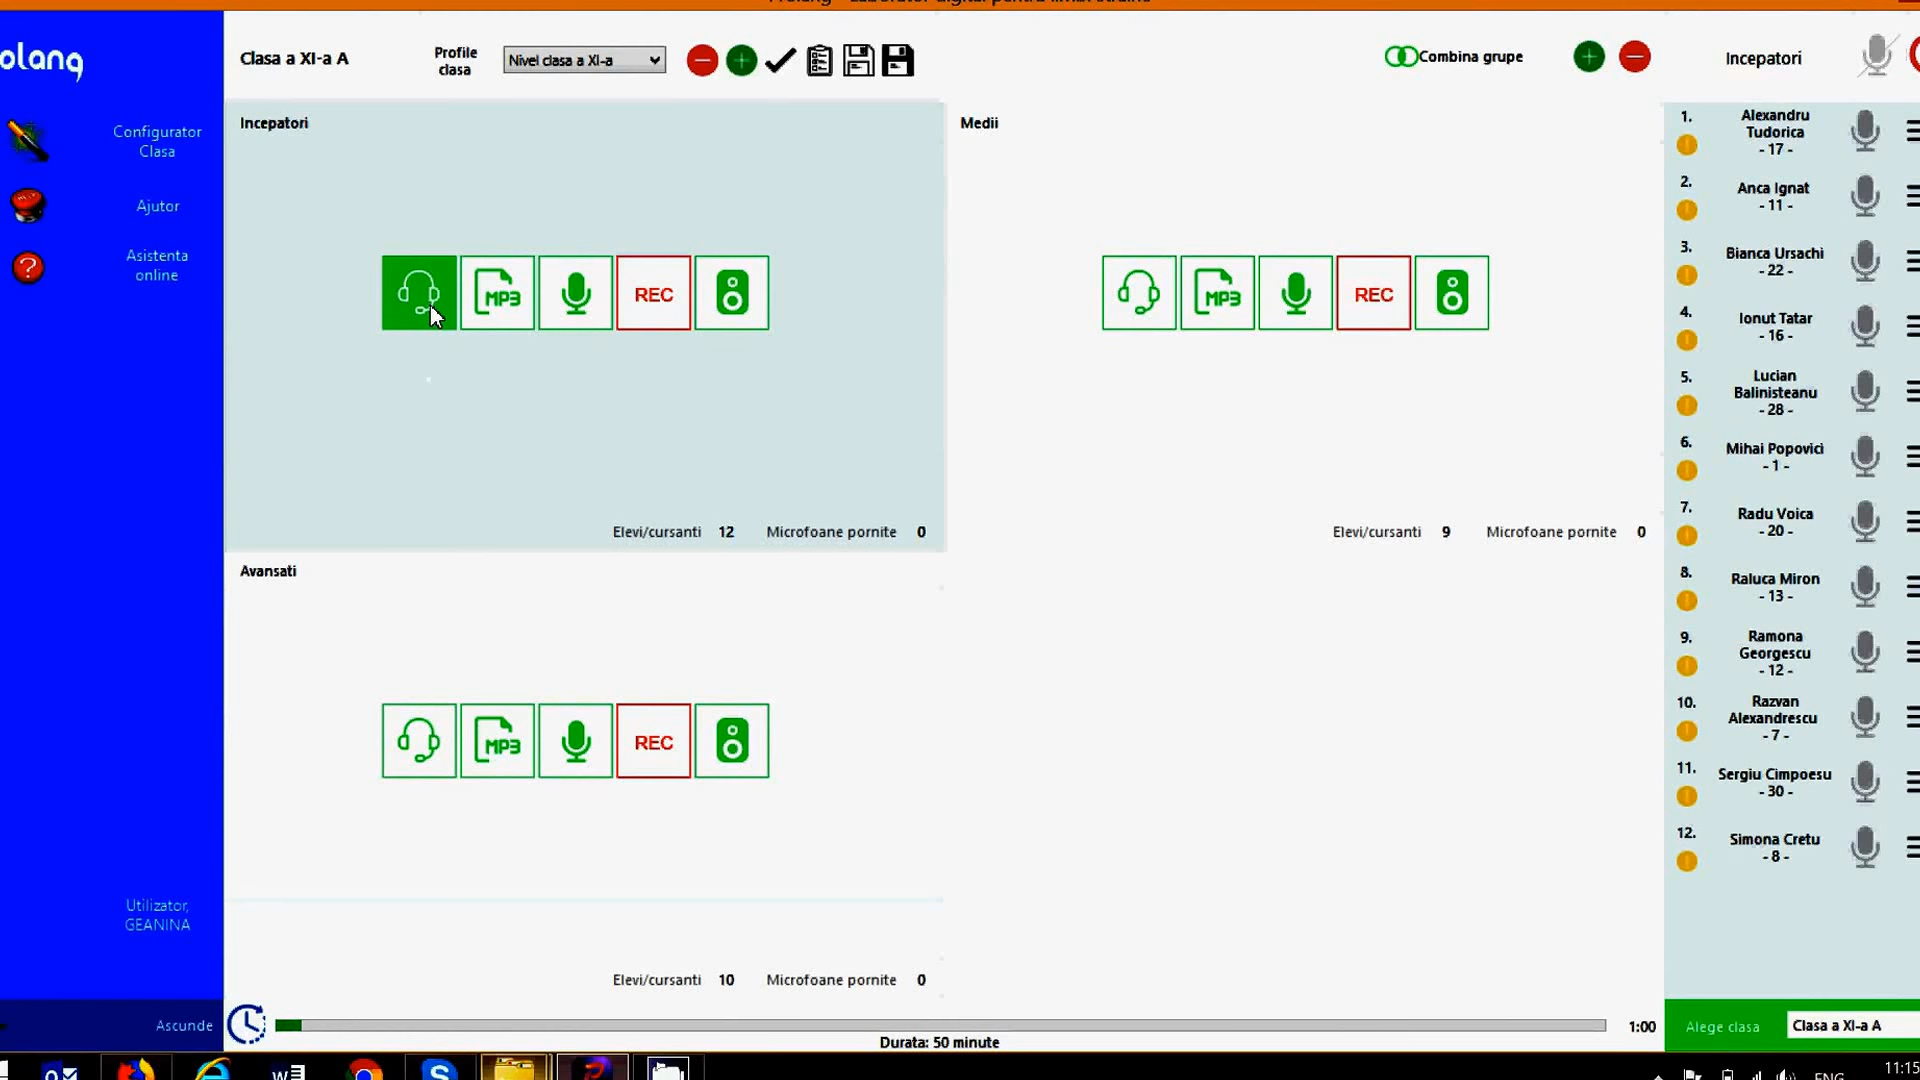 olang
Clasa a XI-a A
Profile
clasa
Nivel clasa a XI-a
Combina grupe
Incepatori
Configurator
Clasa
Ajutor
Asistenta
online
Utilizator,
GEANINA
Ascunde
Incepatori
MP3
REC
Elevi/cursanti 12 Microfoane pornite 0
Medii
MP3
REC
Elevi/cursanti 9 Microfoane pornite 0
Avansati
MP3
REC
Elevi/cursanti 10 Microfoane pornite 0
1. Alexandru
Tudorica
- 17 -
2. Anca Ignat
- 11 -
3. Bianca Ursachi
- 22 -
4. Ionut Tatar
- 16 -
5. Lucian
Balinisteanu
- 28 -
6. Mihai Popovici
- 1 -
7. Radu Voica
- 20 -
8. Raluca Miron
- 13 -
9. Ramona
Georgescu
- 12 -
10. Razvan
Alexandrescu
- 7 -
11. Sergiu Cimpoesu
- 30 -
12. Simona Cretu
- 8 -
1:00
Durata: 50 minute
Alege clasa
Clasa a XI-a A
ENG
11:15